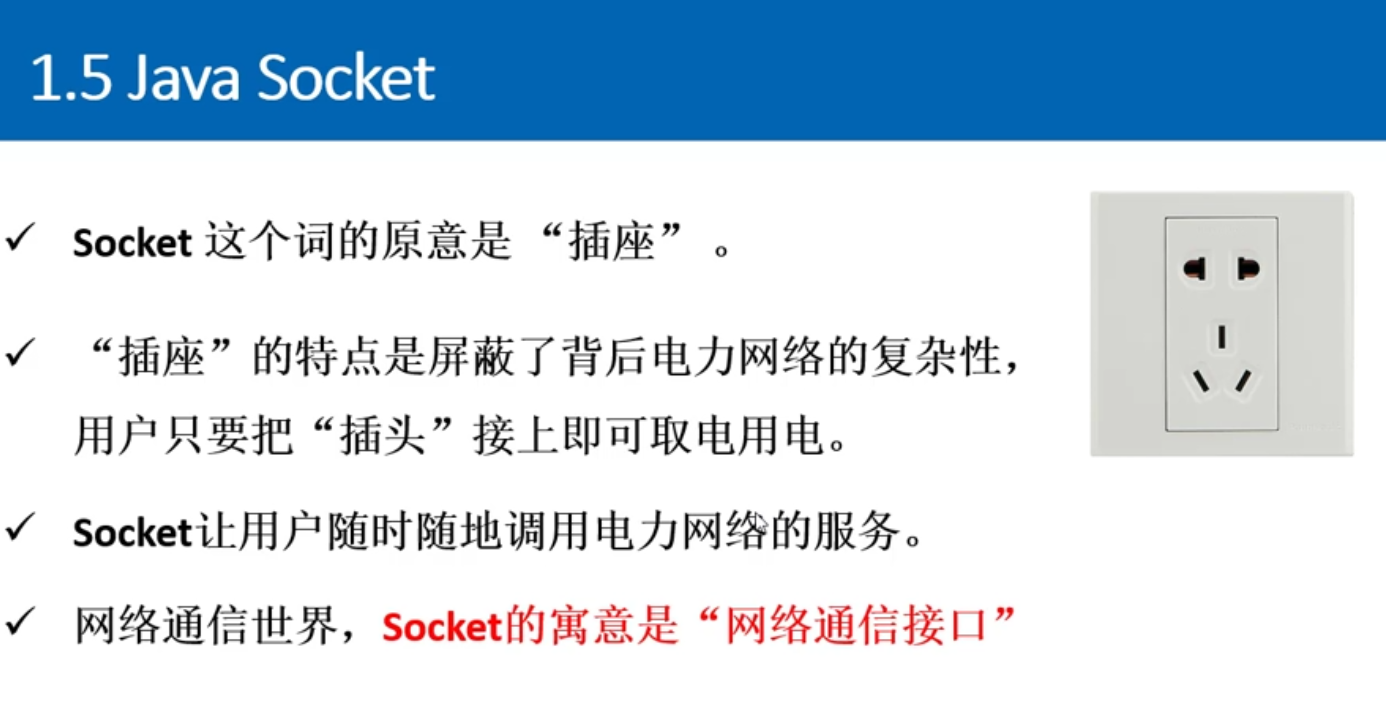 1.5 Java Socket
✓ Socket 这个词的原意是 “插座” 。
✓ “插座”的特点是屏蔽了背后电力网络的复杂性，
用户只要把“插头”接上即可取电用电。
✓ Socket让用户随时随地调用电力网络的服务。
✓ 网络通信世界，Socket的寓意是“网络通信接口”